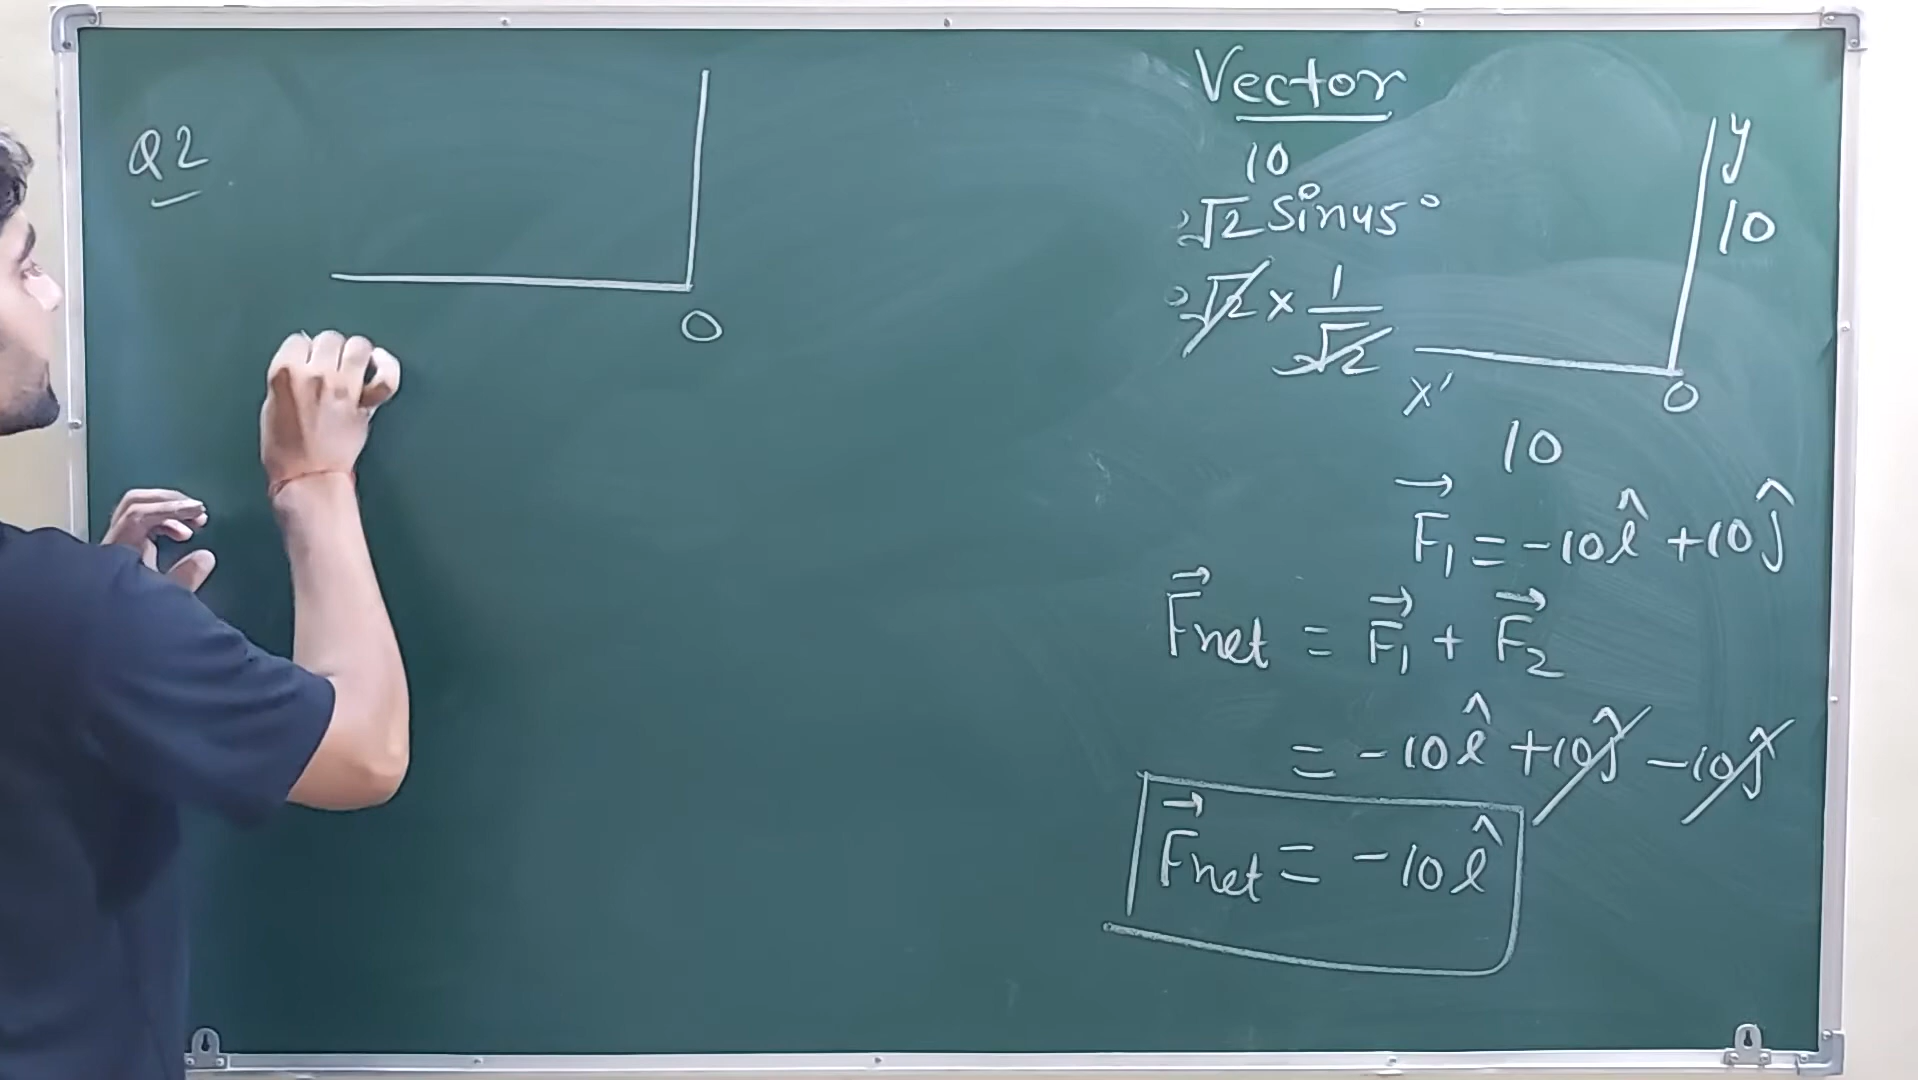 Q2
O
Vector
10
√2 Sin45°
√2 × 1/√2
y
10
x'
O
10
F₁ = -10î + 10ĵ
Fnet = F₁ + F₂
= -10î + 10ĵ - 10ĵ
Fnet = -10î